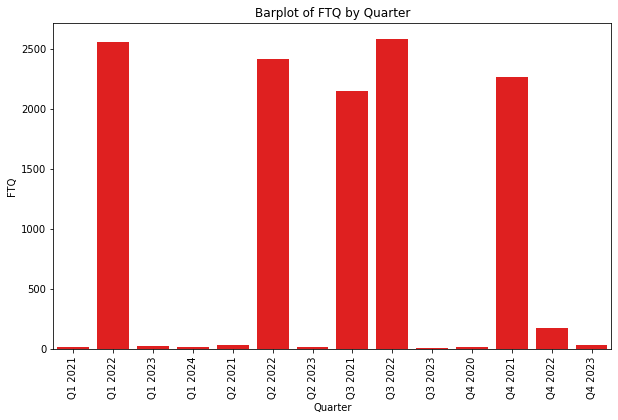 Barplot of FTQ by Quarter
FTQ
2500
2000
1500
1000
500
0
Q1 2021
Q1 2022
Q1 2023
Q1 2024
Q2 2021
Q2 2022
Q2 2023
Q3 2021
Q3 2022
Q3 2023
Q4 2020
Q4 2021
Q4 2022
Q4 2023
Quarter